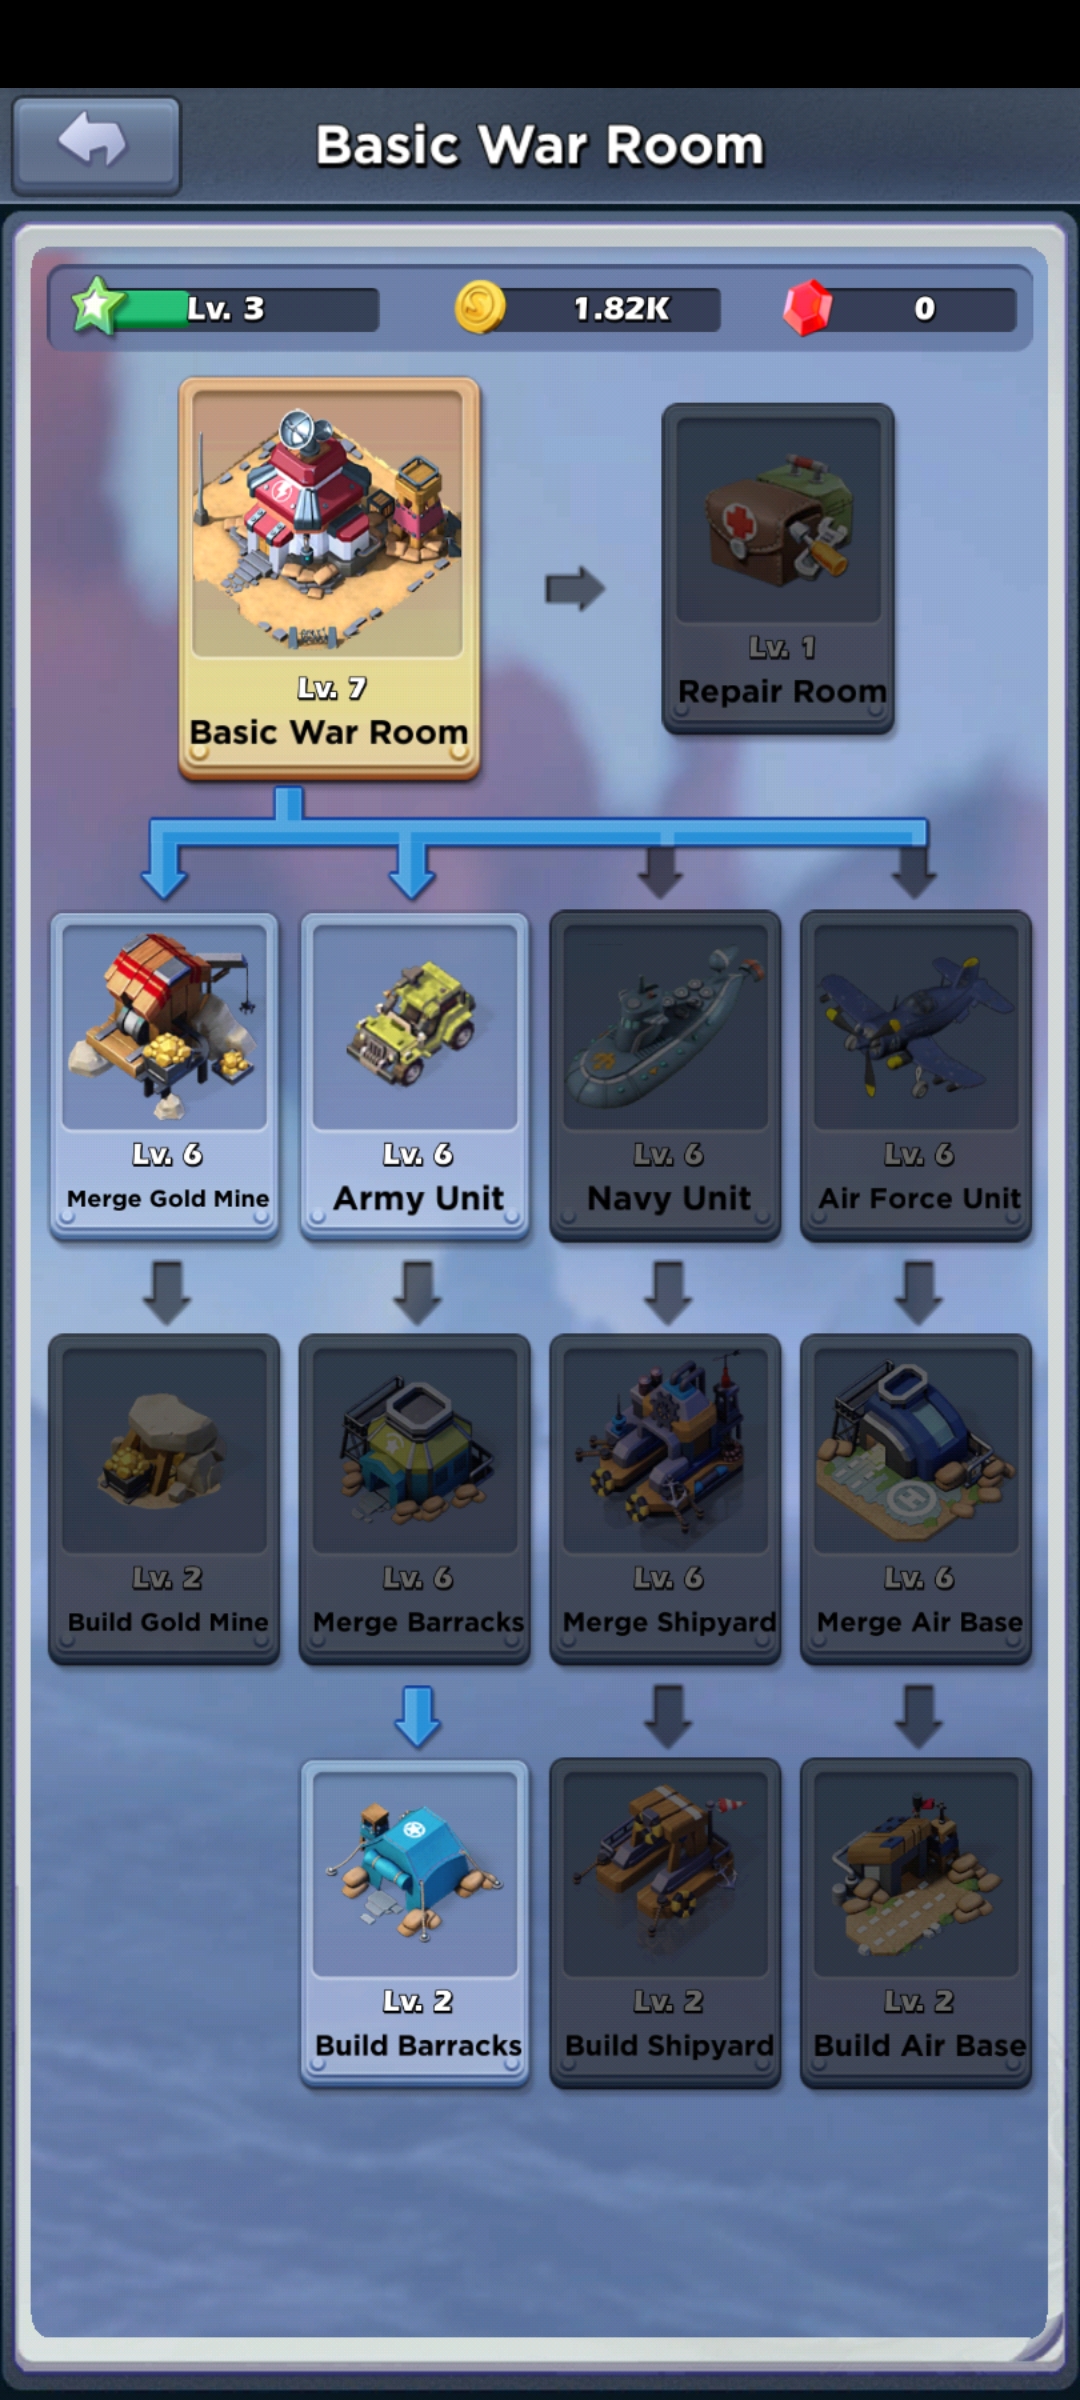 Basic War Room
Lv. 3
1.82K
0
Lv. 7
Basic War Room
Lv. 1
Repair Room
Lv. 6
Merge Gold Mine
Lv. 6
Army Unit
Lv. 6
Navy Unit
Lv. 6
Air Force Unit
Lv. 2
Build Gold Mine
Lv. 6
Merge Barracks
Lv. 6
Merge Shipyard
Lv. 6
Merge Air Base
Lv. 2
Build Barracks
Lv. 2
Build Shipyard
Lv. 2
Build Air Base